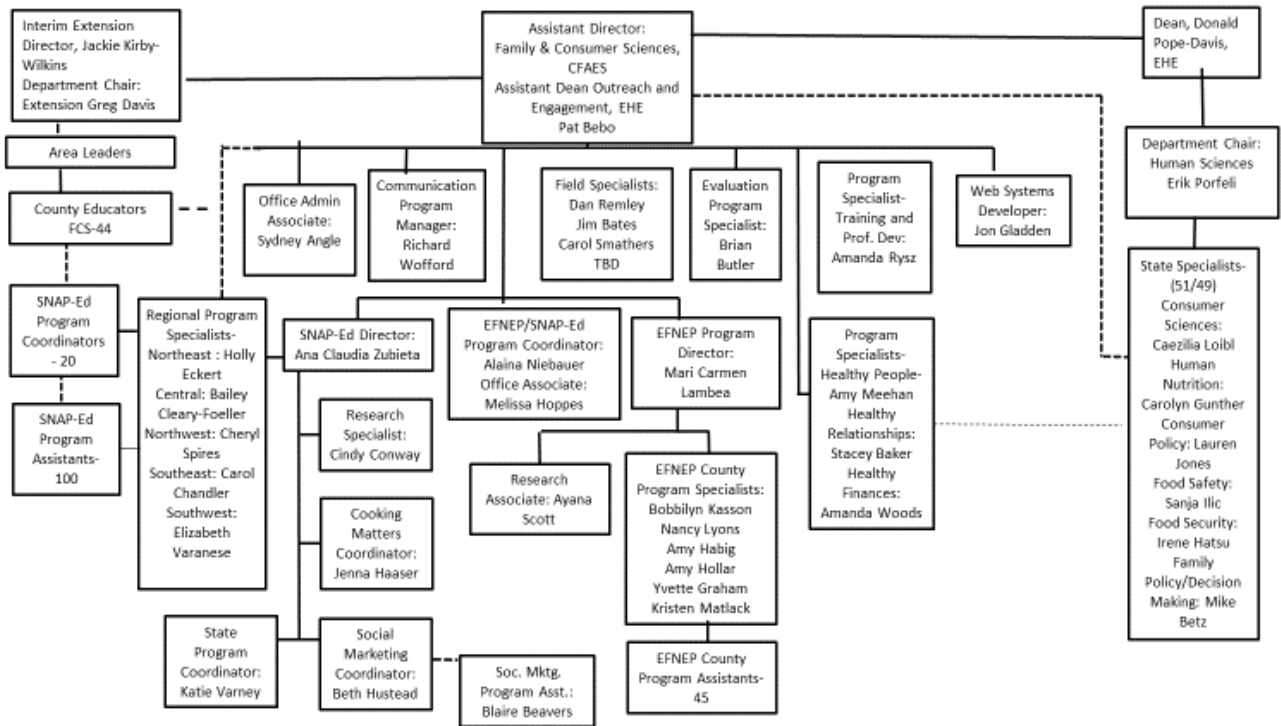 Interim Extension
Director, Jackie Kirby-
Wilkins
Department Chair:
Extension Greg Davis
Assistant Director:
Family & Consumer Sciences,
CFAES
Assistant Dean Outreach and
Engagement, EHE
Pat Bebo
Dean, Donald
Pope-Davis,
EHE
Area Leaders
Department Chair:
Human Sciences
Erik Porfeli
County Educators
FCS-44
Office Admin
Associate:
Sydney Angle
Communication
Program
Manager:
Richard
Wofford
Field Specialists:
Dan Remley
Jim Bates
Carol Smathers
TBD
Evaluation
Program
Specialist:
Brian
Butler
Program
Specialist-
Training and
Prof. Dev:
Amanda Rysz
Web Systems
Developer:
Jon Gladden
State Specialists-
(51/49)
Consumer
Sciences:
Caezilia Loibl
Human
Nutrition:
Carolyn Gunther
Consumer
Policy: Lauren
Jones
Food Safety:
Sanja Ilic
Food Security:
Irene Hatsu
Family
Policy/Decision
Making: Mike
Betz
SNAP-Ed
Program
Coordinators
- 20
Regional Program
Specialists-
Northeast : Holly
Eckert
Central: Bailey
Cleary-Foeller
Northwest: Cheryl
Spires
Southeast: Carol
Chandler
Southwest:
Elizabeth
Varanese
SNAP-Ed Director:
Ana Claudia Zubieta
EFNEP/SNAP-Ed
Program Coordinator:
Alaina Niebauer
Office Associate:
Melissa Hoppes
EFNEP Program
Director:
Mari Carmen
Lambea
Program
Specialists-
Healthy People-
Amy Meehan
Healthy
Relationships:
Stacey Baker
Healthy
Finances:
Amanda Woods
SNAP-Ed
Program
Assistants-
100
Research
Specialist:
Cindy Conway
Research
Associate: Ayana
Scott
EFNEP County
Program Specialists:
Bobbilyn Kasson
Nancy Lyons
Amy Habig
Amy Hollar
Yvette Graham
Kristen Matlack
Cooking
Matters
Coordinator:
Jenna Haaser
State
Program
Coordinator:
Katie Varney
Social
Marketing
Coordinator:
Beth Hustead
Soc. Mktg,
Program Asst.:
Blaire Beavers
EFNEP County
Program Assistants-
45